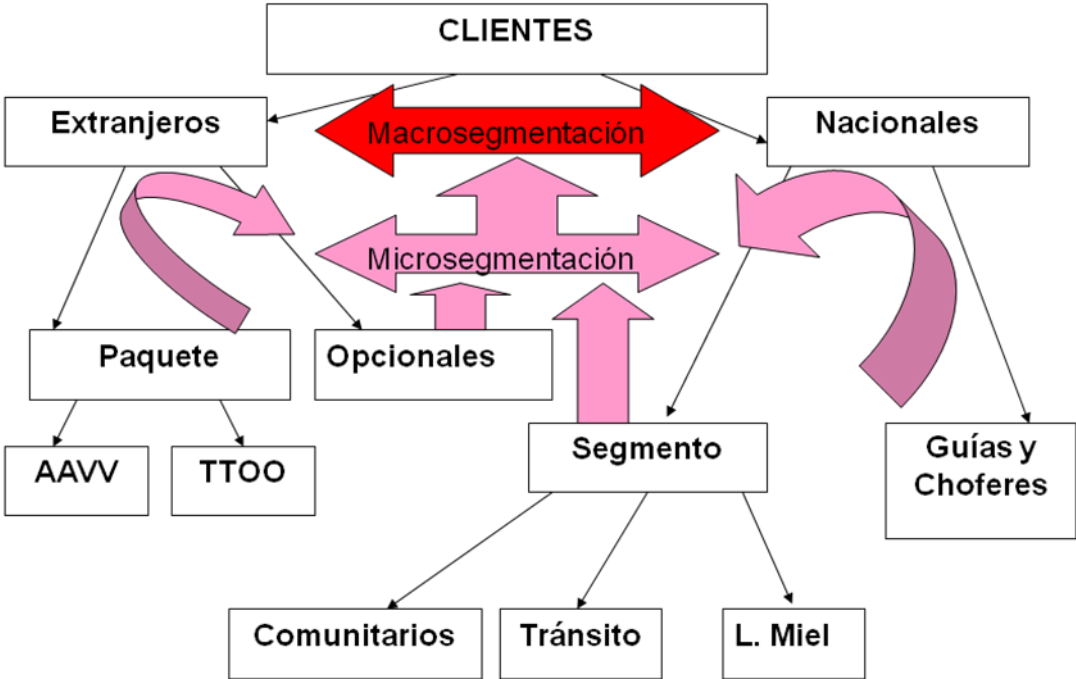 CLIENTES
Extranjeros
Macrosegmentación
Nacionales
Microsegmentación
Paquete
Opcionales
AAVV
TTOO
Segmento
Guías y
Choferes
Comunitarios
Tránsito
L. Miel